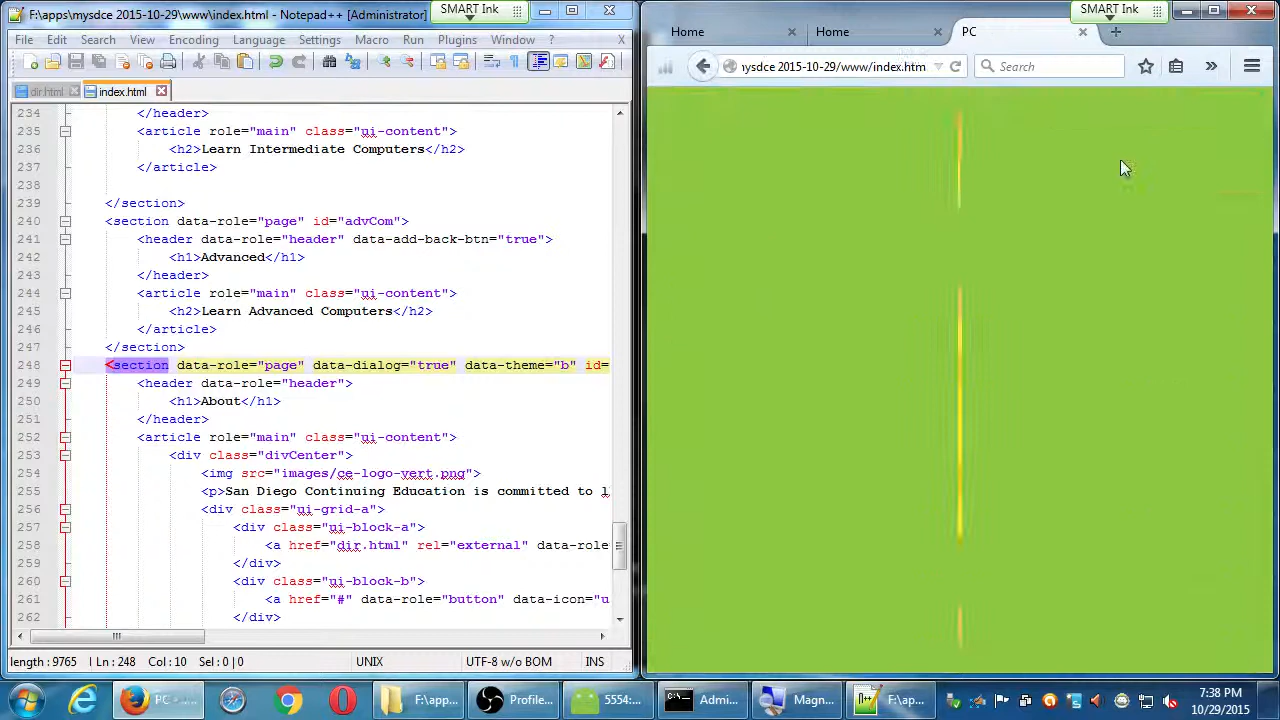 F:\apps\mysdce 2015-10-29\www\index.html - Notepad++ [Administrator]
SMART Ink
SMART Ink
File Edit Search View Encoding Language Settings Macro Run Plugins Window ? X
Home
Home
PC
ysdce 2015-10-29/www/index.htm
Search
dir.html
index.html
234 </header>
235 <article role="main" class="ui-content">
236 <h2>Learn Intermediate Computers</h2>
237 </article>
238
239 </section>
240 <section data-role="page" id="advCom">
241 <header data-role="header" data-add-back-btn="true">
242 <h1>Advanced</h1>
243 </header>
244 <article role="main" class="ui-content">
245 <h2>Learn Advanced Computers</h2>
246 </article>
247 </section>
248 <section data-role="page" data-dialog="true" data-theme="b" id=
249 <header data-role="header">
250 <h1>About</h1>
251 </header>
252 <article role="main" class="ui-content">
253 <div class="divCenter">
254 <img src="images/ce-logo-vert.png">
255 <p>San Diego Continuing Education is committed to l
256 <div class="ui-grid-a">
257 <div class="ui-block-a">
258 <a href="dir.html" rel="external" data-role
259 </div>
260 <div class="ui-block-b">
261 <a href="#" data-role="button" data-icon="u
262 </div>
length : 9765 l Ln : 248 Col : 10 Sel : 0 | 0 UNIX UTF-8 w/o BOM INS
PC - ...
F:\ap...
Profile...
5554:...
Admi...
Magn...
F:\ap...
7:38 PM
10/29/2015